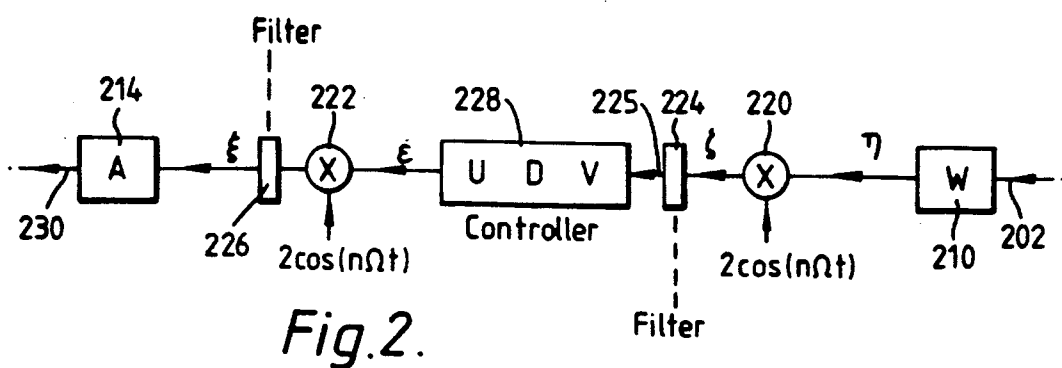 Filter
214
222
228
225
224
220
ξ
ε
ζ
η
A
X
U D V
X
W
230
226
Controller
210
202
2cos(nΩt)
2cos(nΩt)
Filter
Fig.2.